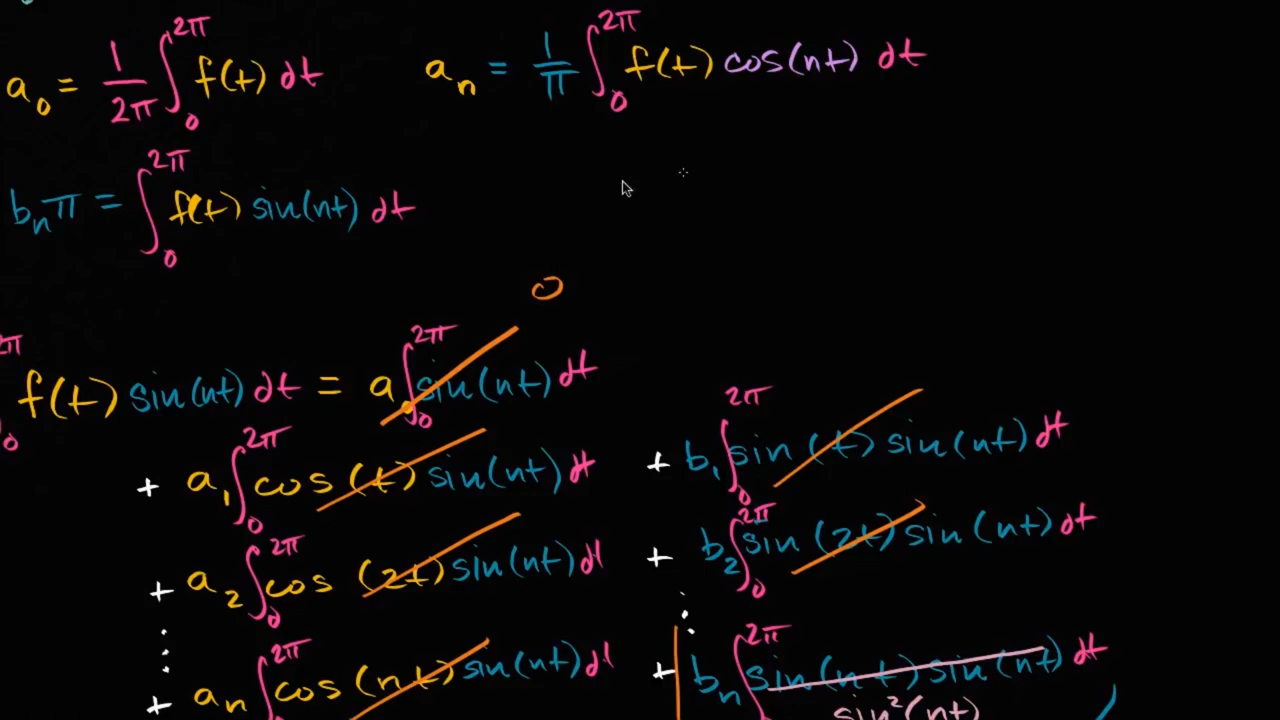 a₀ = 1/2π ∫₀^2π f(t) dt
aₙ = 1/π ∫₀^2π f(t) cos(nt) dt
bₙπ = ∫₀^2π f(t) sin(nt) dt
0
∫₀^2π f(t) sin(nt) dt = a₀ ∫₀^2π sin(nt) dt
+ a₁ ∫₀^2π cos(t) sin(nt) dt + b₁ ∫₀^2π sin(t) sin(nt) dt
+ a₂ ∫₀^2π cos(2t) sin(nt) dt + b₂ ∫₀^2π sin(2t) sin(nt) dt
⋮ ⋮
+ aₙ ∫^2π cos(nt) sin(nt) dt + bₙ ∫^2π sin(nt) sin(nt) dt
sin²(nt)